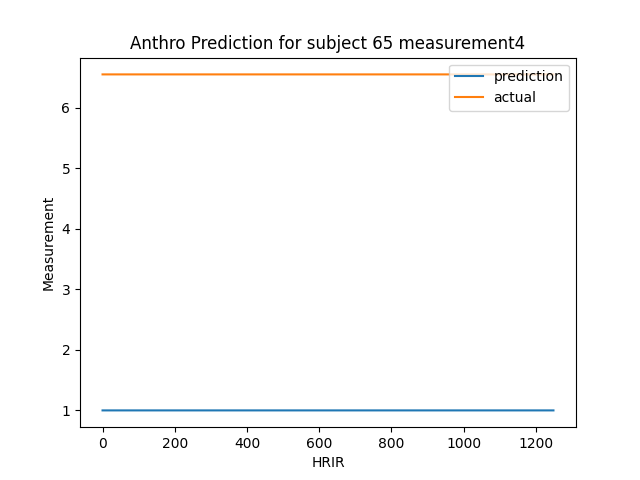 Anthro Prediction for subject 65 measurement4
prediction
actual
6
5
4
3
2
1
Measurement
0 200 400 600 800 1000 1200
HRIR